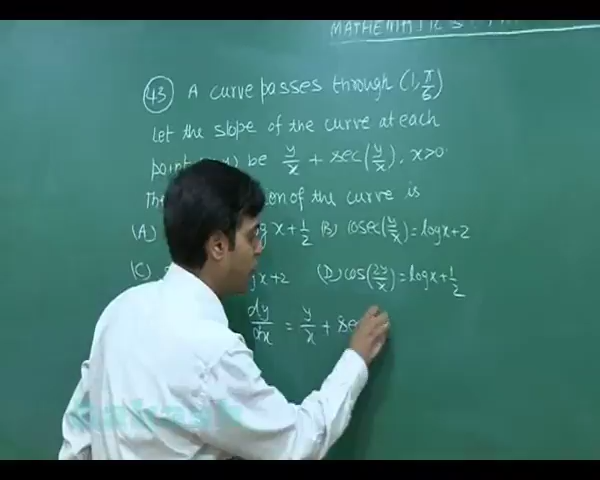 MATHEMATICS
43 A curve passes through (1, π/6)
Let the slope of the curve at each
point be y/x + sec(y/x), x>0.
of the curve is
(A) x + 1/2 (B) cosec(y/x) = log x + 2
(C) x + 2 (D) cos(2y/x) = log x + 1/2
dy/dx = y/x + se